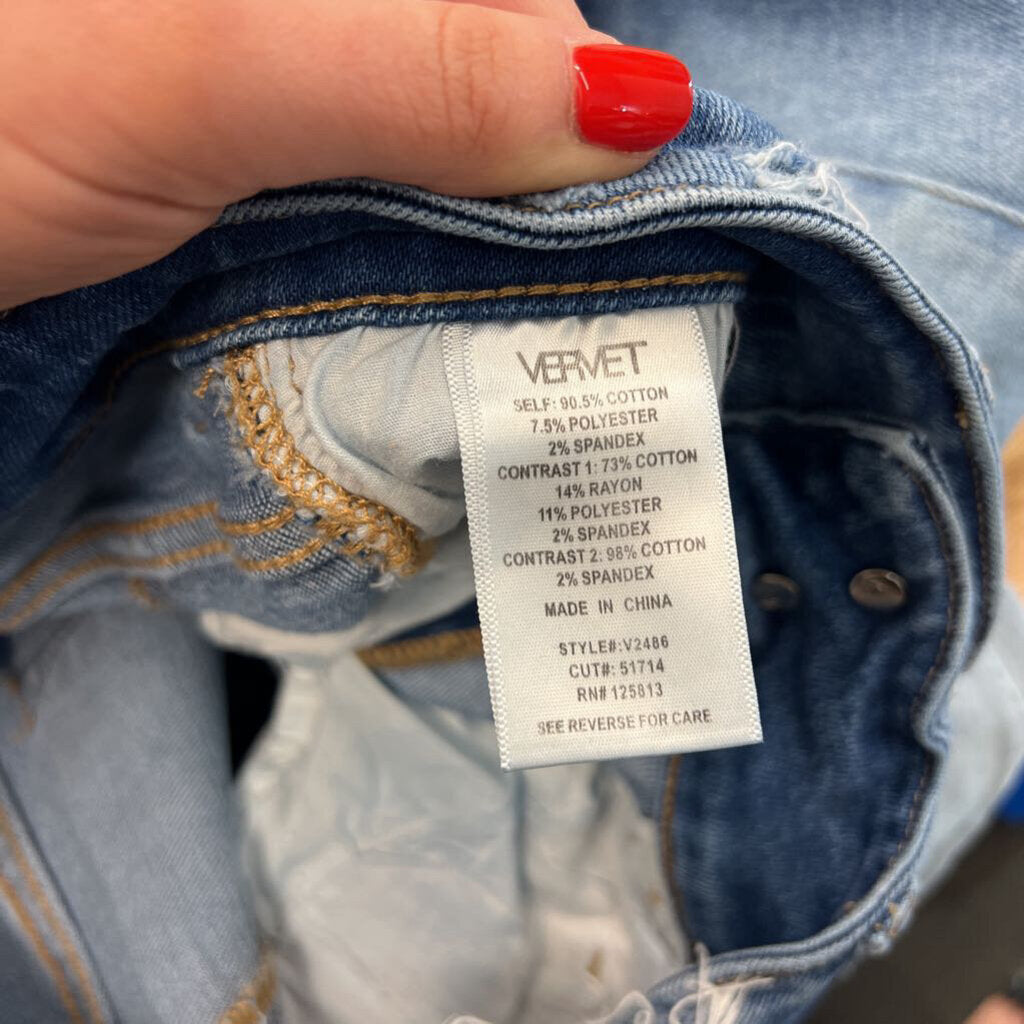 VERVET
SELF: 90.5% COTTON
7.5% POLYESTER
2% SPANDEX
CONTRAST 1: 73% COTTON
14% RAYON
11% POLYESTER
2% SPANDEX
CONTRAST 2: 98% COTTON
2% SPANDEX
MADE IN CHINA
STYLE#:V2486
CUT#: 51714
RN# 125813
SEE REVERSE FOR CARE